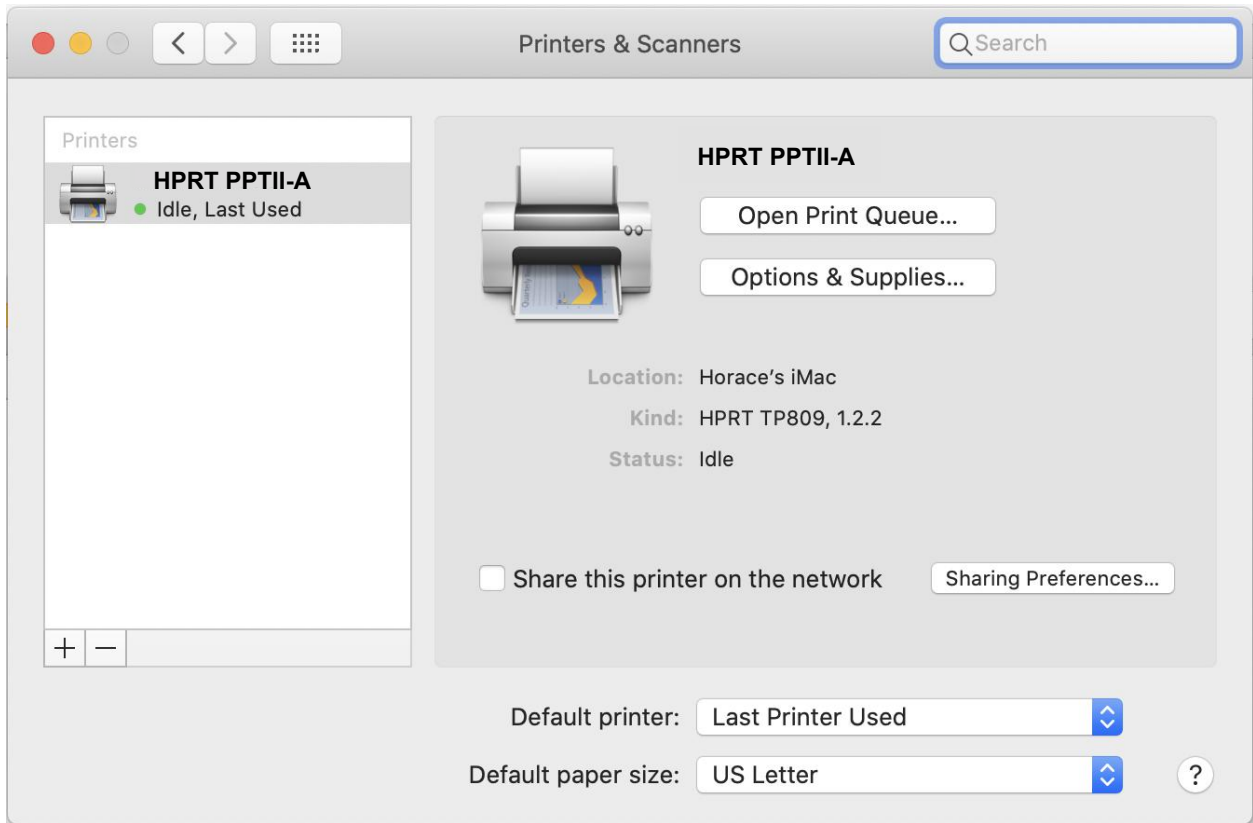 Printers & Scanners
Search
Printers
HPRT PPTII-A
Idle, Last Used
HPRT PPTII-A
Open Print Queue...
Options & Supplies...
Location: Horace's iMac
Kind: HPRT TP809, 1.2.2
Status: Idle
Share this printer on the network
Sharing Preferences...
Default printer: Last Printer Used
Default paper size: US Letter
?